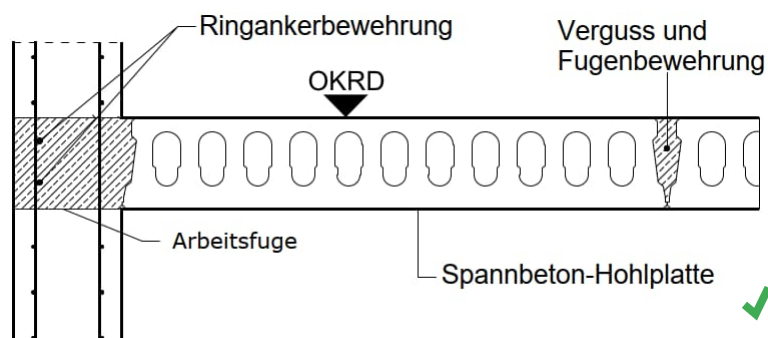 Ringankerbewehrung
Verguss und
Fugenbewehrung
OKRD
Arbeitsfuge
Spannbeton-Hohlplatte